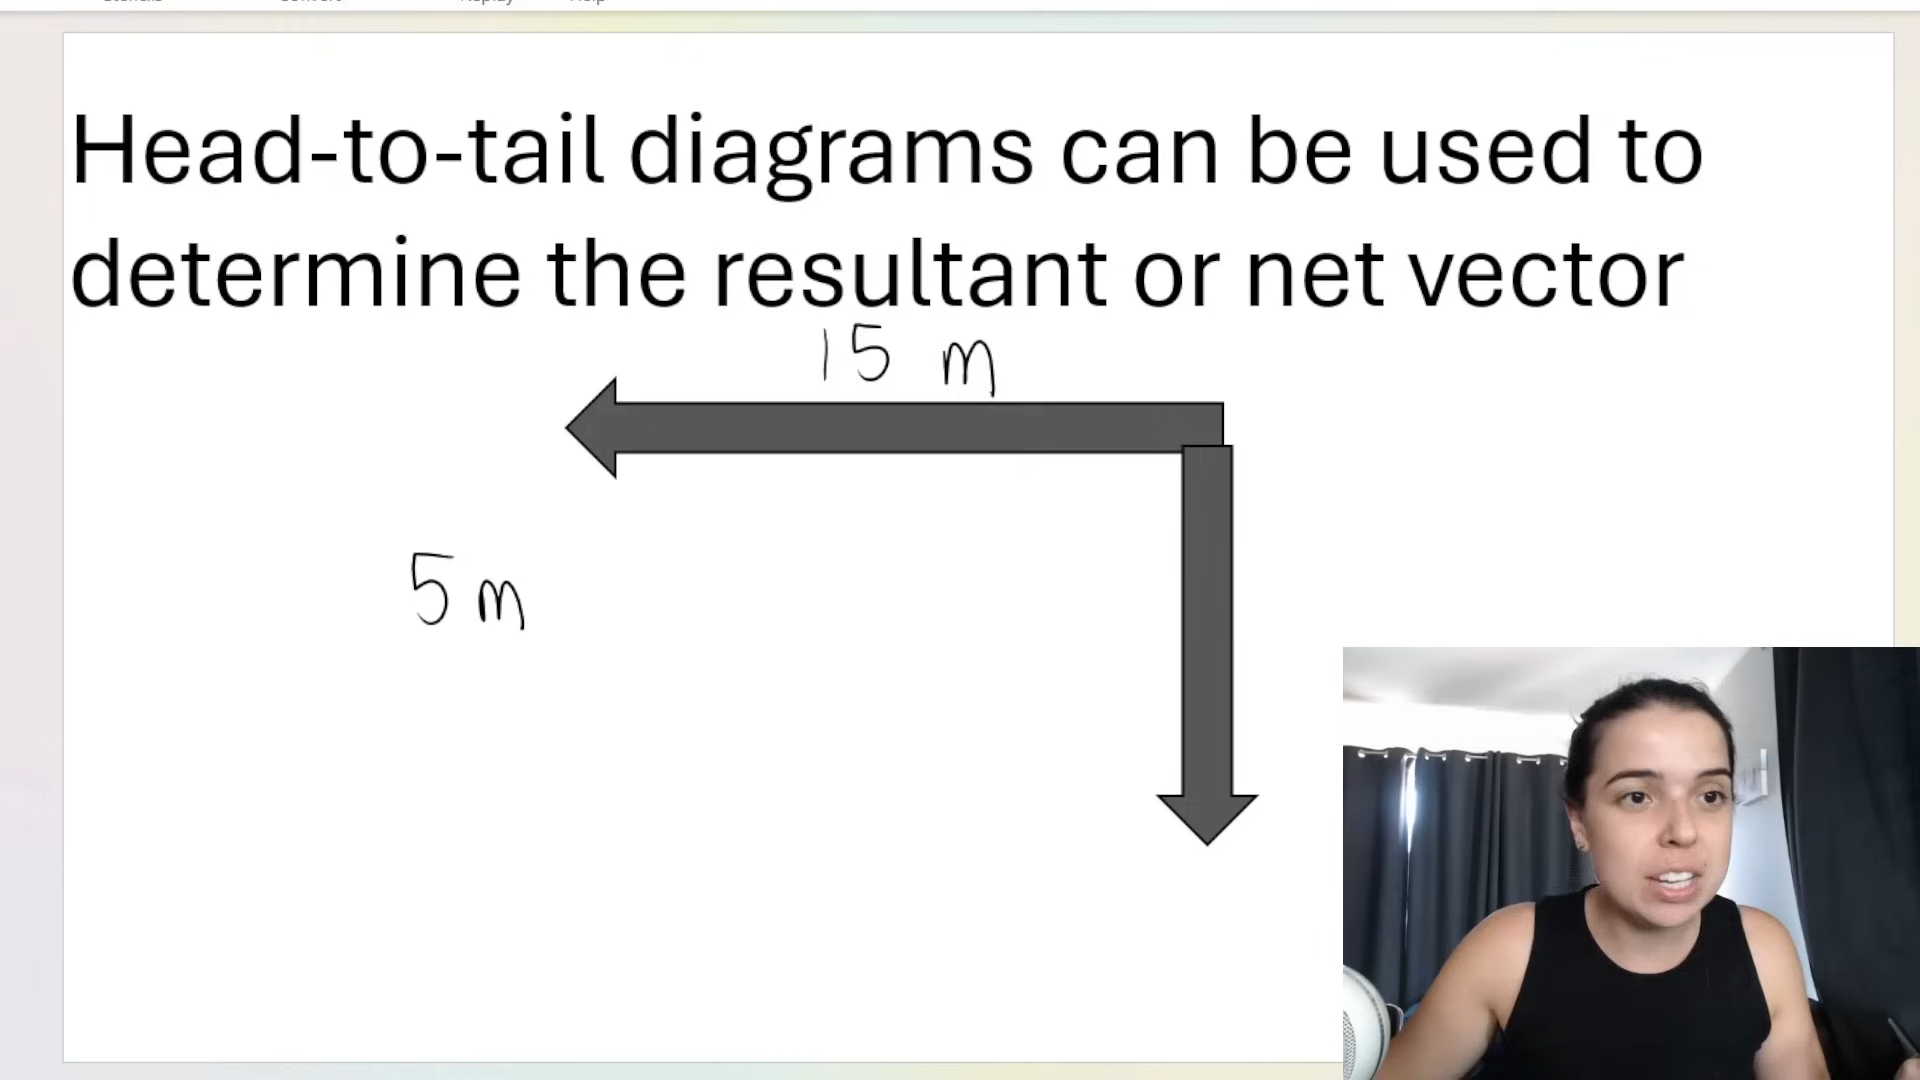 Head-to-tail diagrams can be used to
determine the resultant or net vector
15 m
5 m